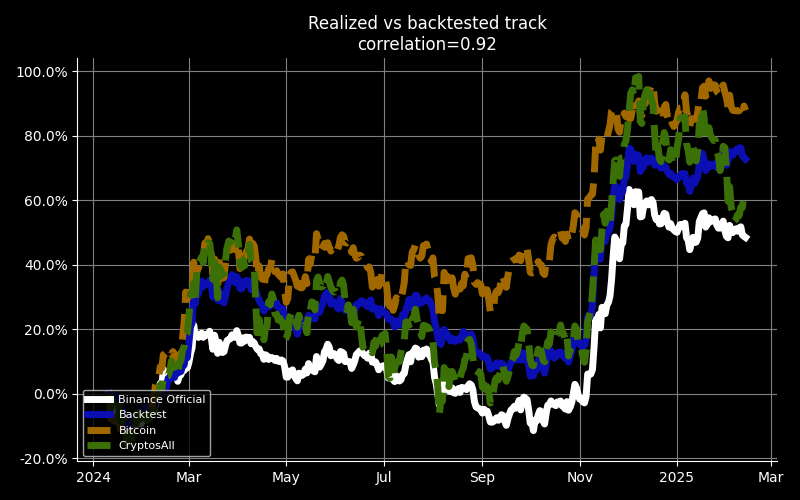 Realized vs backtested track
correlation=0.92
100.0%
80.0%
60.0%
40.0%
20.0%
0.0%
-20.0%
Binance Official
Backtest
Bitcoin
CryptosAll
2024
Mar
May
Jul
Sep
Nov
2025
Mar